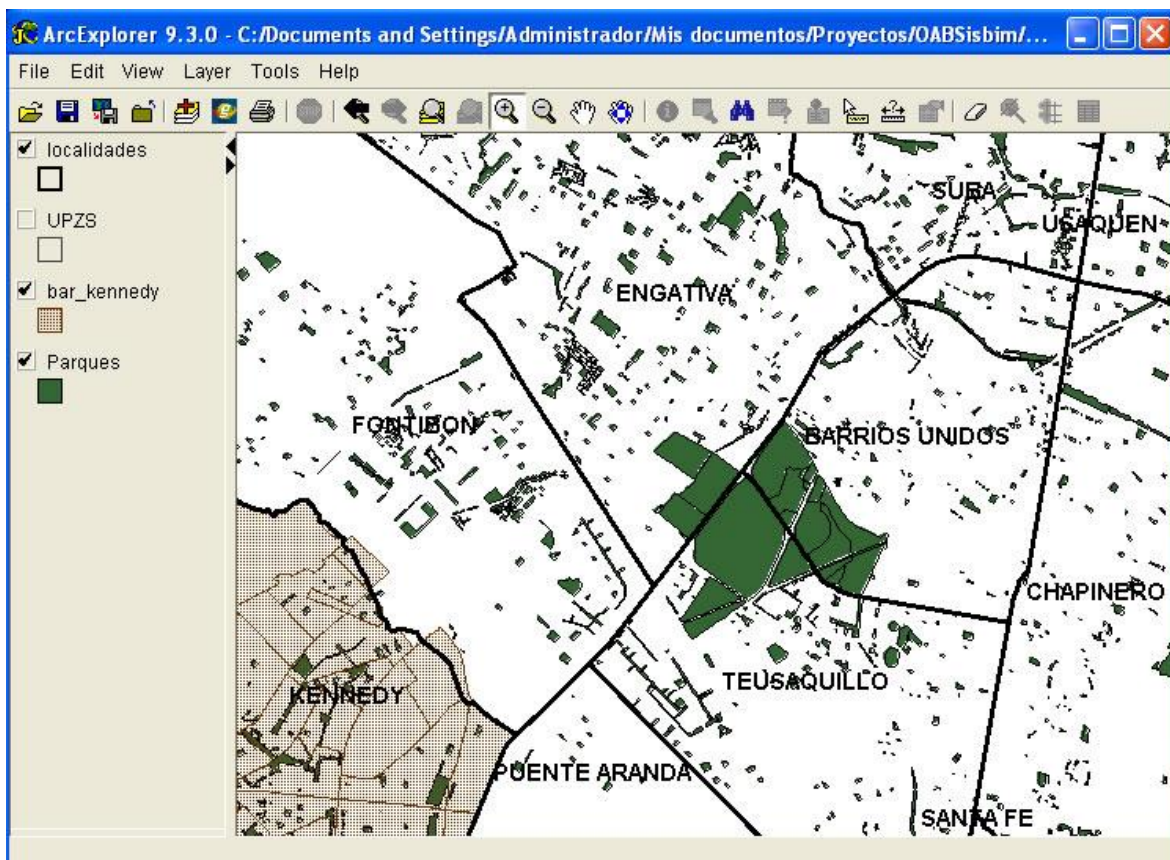 ArcExplorer 9.3.0 - C:/Documents and Settings/Administrador/Mis documentos/Proyectos/OABSisbim/...
File Edit View Layer Tools Help
localidades
UPZS
bar_kennedy
Parques
SUBA
USAQUEN
ENGATIVA
FONTIBON
BARRIOS UNIDOS
CHAPINERO
KENNEDY
TEUSAQUILLO
PUENTE ARANDA
SANTA FE